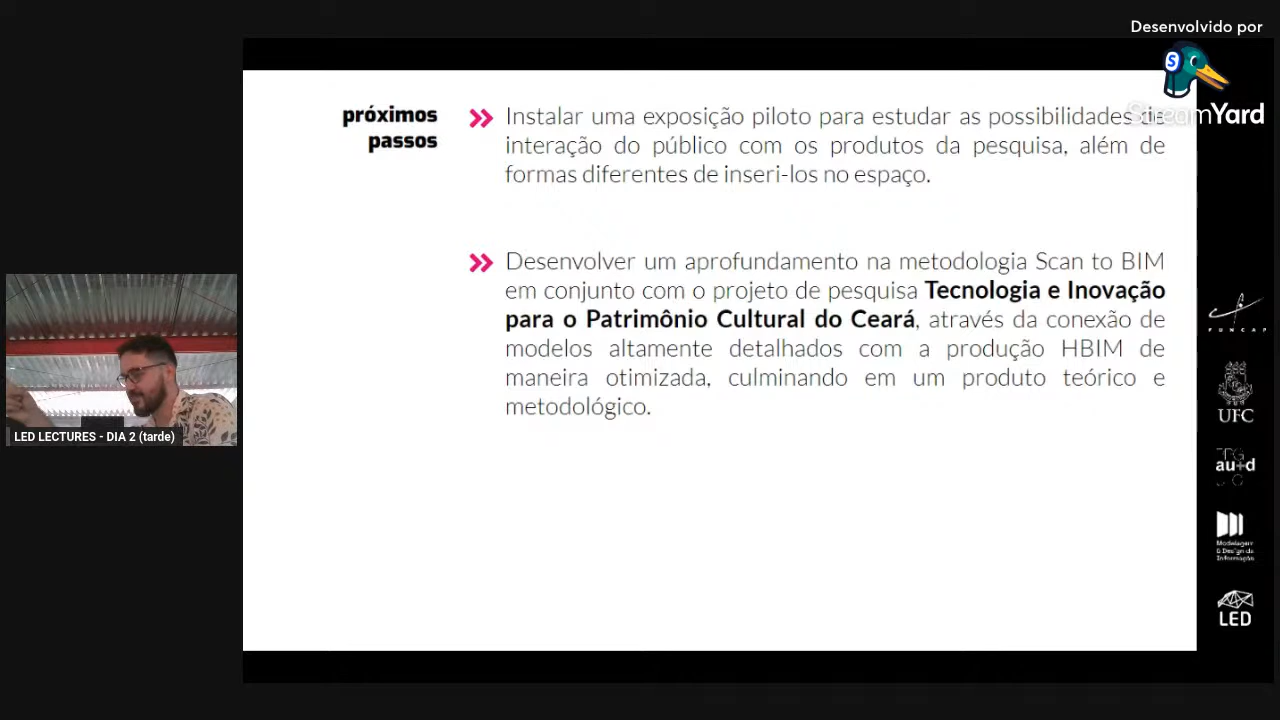 Desenvolvido por
StreamYard
próximos
passos
Instalar uma exposição piloto para estudar as possibilidades de
interação do público com os produtos da pesquisa, além de
formas diferentes de inseri-los no espaço.
Desenvolver um aprofundamento na metodologia Scan to BIM
em conjunto com o projeto de pesquisa Tecnologia e Inovação
para o Patrimônio Cultural do Ceará, através da conexão de
modelos altamente detalhados com a produção HBIM de
maneira otimizada, culminando em um produto teórico e
metodológico.
LED LECTURES - DIA 2 (tarde)
FUNCAP
UFC
au+d
Modelagem
& Design da
Informação
LED